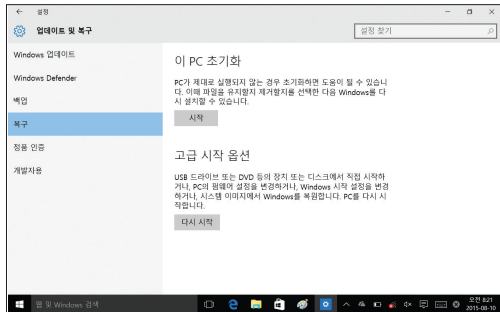 설정
업데이트 및 복구
설정 찾기
Windows 업데이트
Windows Defender
백업
복구
정품 인증
개발자용
이 PC 초기화
PC가 제대로 실행되지 않는 경우 초기화하면 도움이 될 수 있습니
다. 이때 파일을 유지할지 제거할지를 선택한 다음 Windows를 다
시 설치할 수 있습니다.
시작
고급 시작 옵션
USB 드라이브 또는 DVD 등의 장치 또는 디스크에서 직접 시작하
거나, PC의 펌웨어 설정을 변경하거나, Windows 시작 설정을 변경
하거나, 시스템 이미지에서 Windows를 복원합니다. PC를 다시 시
작합니다.
다시 시작
웹 및 Windows 검색
오전 8:21
2015-08-10